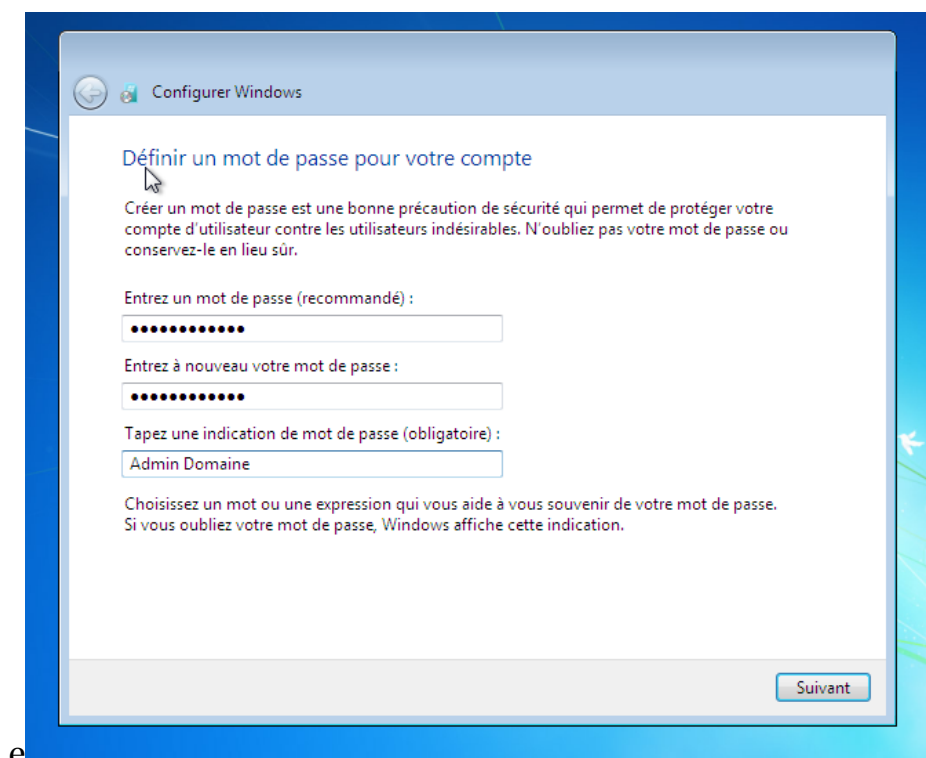 Configurer Windows
Définir un mot de passe pour votre compte
Créer un mot de passe est une bonne précaution de sécurité qui permet de protéger votre
compte d'utilisateur contre les utilisateurs indésirables. N'oubliez pas votre mot de passe ou
conservez-le en lieu sûr.
Entrez un mot de passe (recommandé) :
●●●●●●●●●●●●
Entrez à nouveau votre mot de passe :
●●●●●●●●●●●●
Tapez une indication de mot de passe (obligatoire) :
Admin Domaine
Choisissez un mot ou une expression qui vous aide à vous souvenir de votre mot de passe.
Si vous oubliez votre mot de passe, Windows affiche cette indication.
Suivant
e